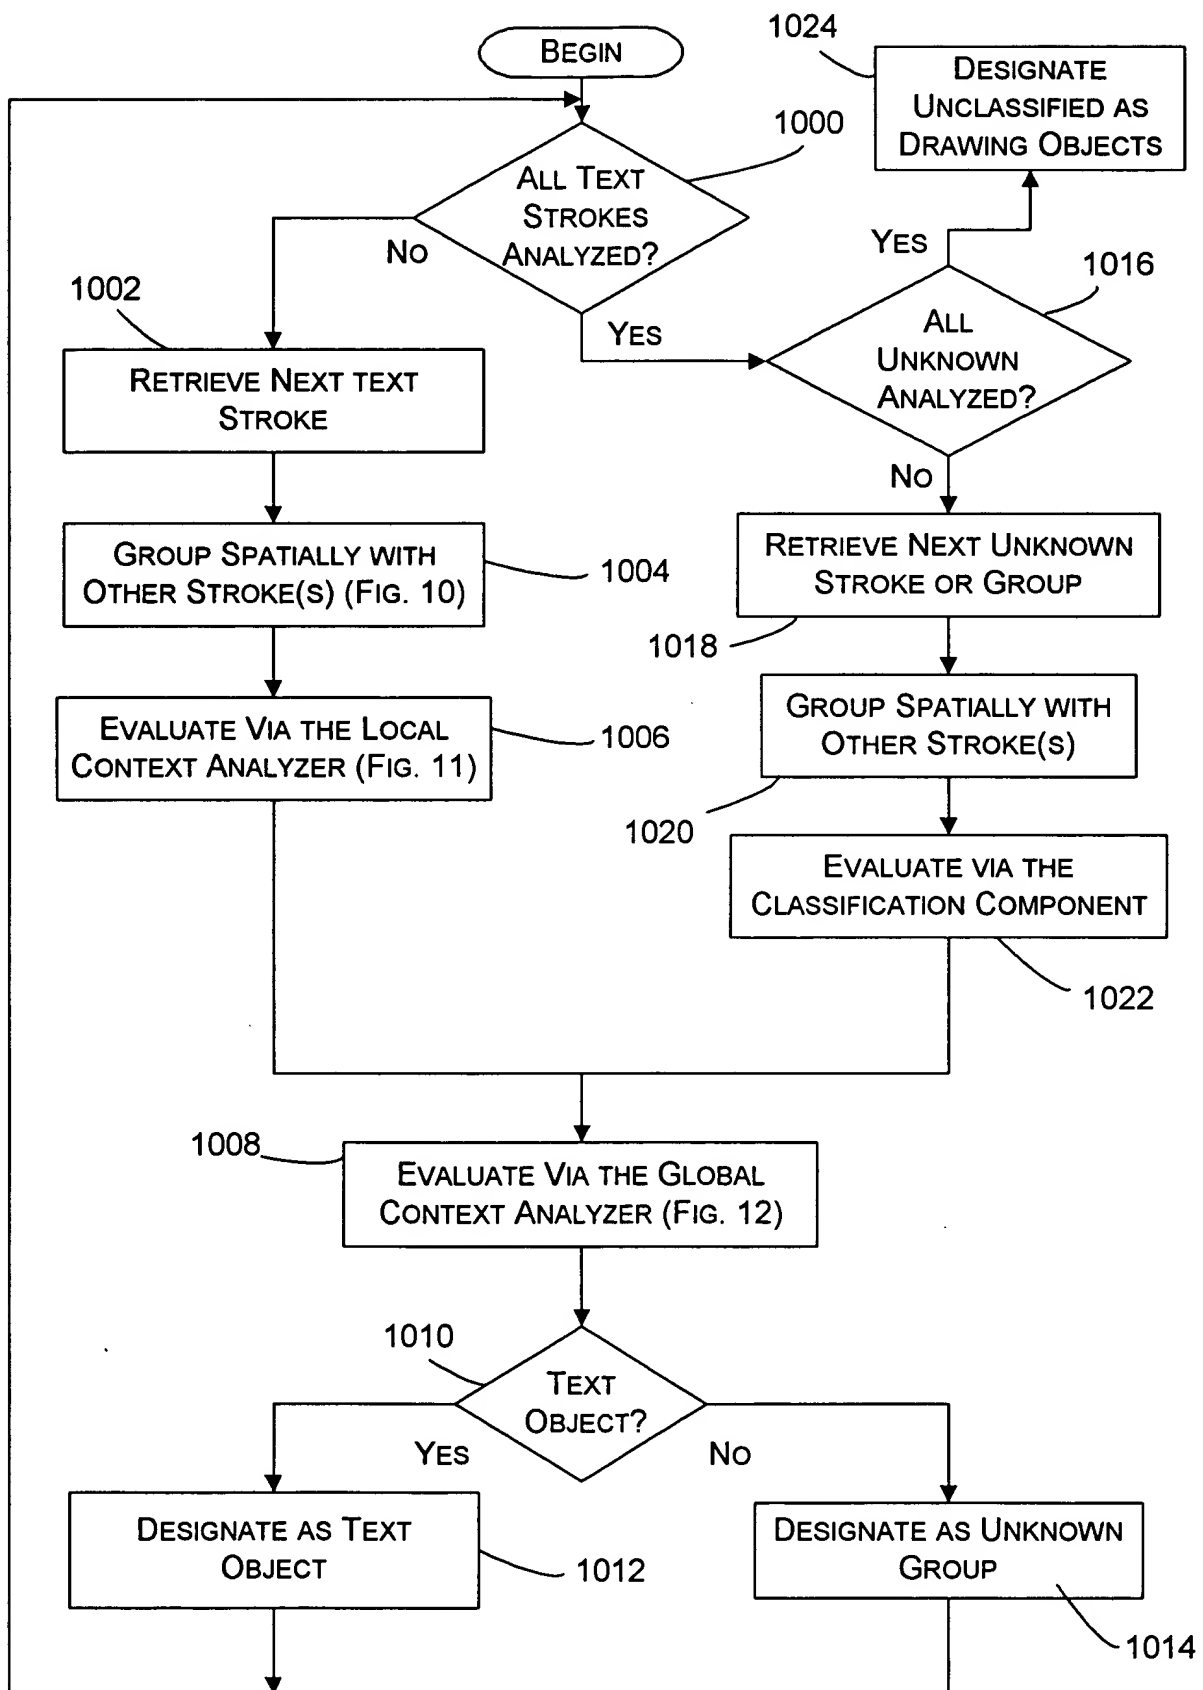 BEGIN
1024
DESIGNATE
UNCLASSIFIED AS
DRAWING OBJECTS
1000
ALL TEXT
STROKES
ANALYZED?
NO
YES
YES
1016
ALL
UNKNOWN
ANALYZED?
NO
1002
RETRIEVE NEXT TEXT
STROKE
GROUP SPATIALLY WITH
OTHER STROKE(S) (FIG. 10)
1004
RETRIEVE NEXT UNKNOWN
STROKE OR GROUP
1018
EVALUATE VIA THE LOCAL
CONTEXT ANALYZER (FIG. 11)
1006
GROUP SPATIALLY WITH
OTHER STROKE(S)
1020
EVALUATE VIA THE
CLASSIFICATION COMPONENT
1022
1008
EVALUATE VIA THE GLOBAL
CONTEXT ANALYZER (FIG. 12)
1010
TEXT
OBJECT?
YES
NO
DESIGNATE AS TEXT
OBJECT
1012
DESIGNATE AS UNKNOWN
GROUP
1014